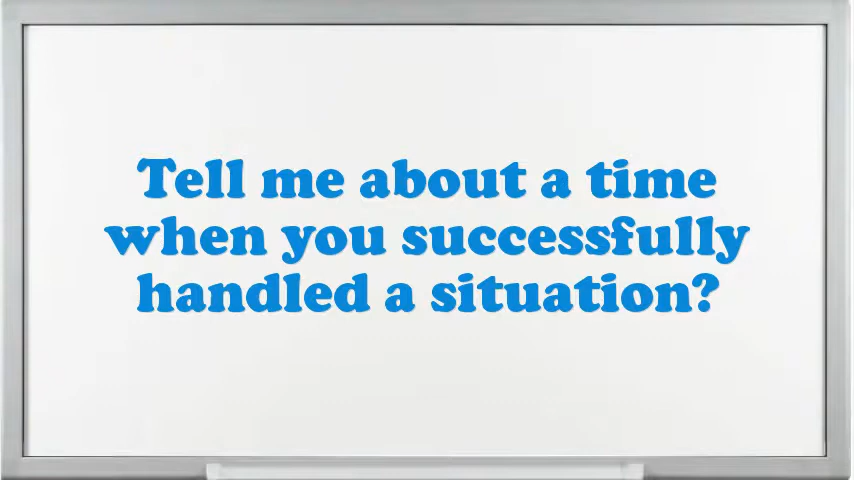 Tell me about a time
when you successfully
handled a situation?